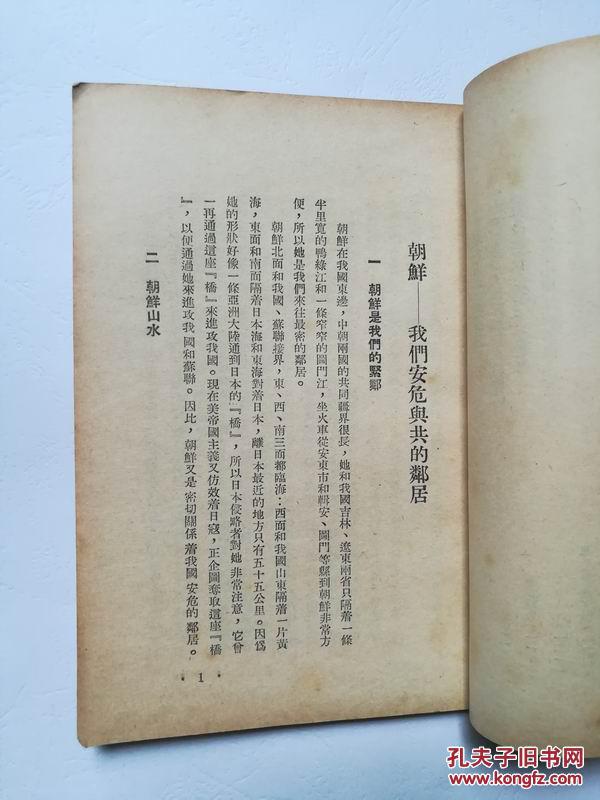 朝鮮——我們安危與共的鄰居
一 朝鮮是我們的緊鄰
朝鮮在我國東邊，中朝兩國的共同疆界很長，她和我國吉林、遼東兩省只隔着一條
半里寬的鴨綠江和一條窄窄的圖門江，坐火車從安東市和輯安、圖門等縣到朝鮮非常方
便，所以她是我們來往最密的鄰居。
朝鮮北面和我國、蘇聯接界，東、西、南三面都臨海：西面和我國山東隔着一片黃
海，東面和南面隔着日本海和東海對着日本，離日本最近的地方只有五十五公里。因爲
她的形狀好像一條亞洲大陸通到日本的『橋』，所以日本侵略者對她非常注意，它曾
一再通過這座『橋』來進攻我國。現在美帝國主義又仿效着日寇，正企圖奪取這座『橋
』，以便通過她來進攻我國和蘇聯。因此，朝鮮又是密切關係着我國安危的鄰居。
二 朝鮮山水
· 1 ·
孔夫子旧书网
www.kongfz.com